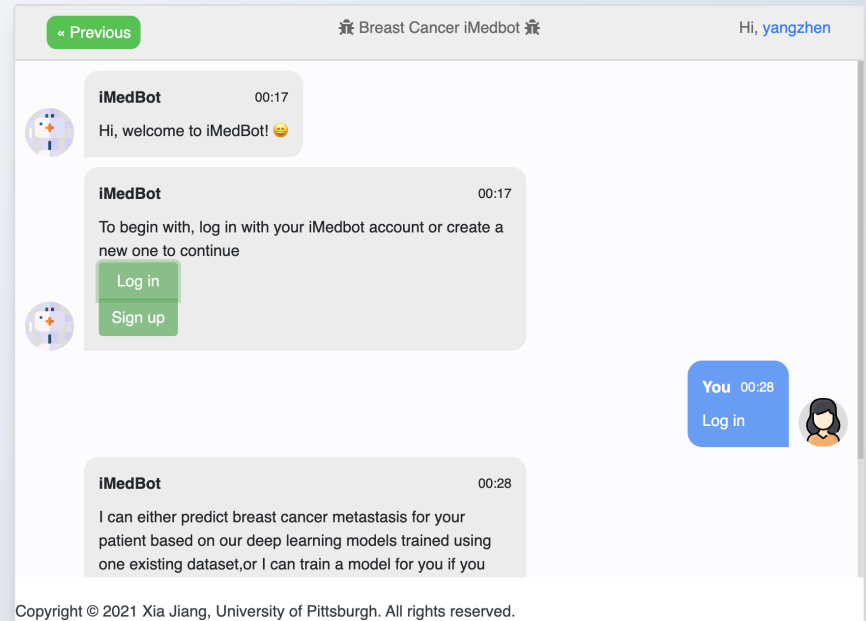 « Previous
Breast Cancer iMedbot
Hi, yangzhen
iMedBot 00:17
Hi, welcome to iMedBot! 😄
iMedBot 00:17
To begin with, log in with your iMedbot account or create a
new one to continue
Log in
Sign up
You 00:28
Log in
iMedBot 00:28
I can either predict breast cancer metastasis for your
patient based on our deep learning models trained using
one existing dataset,or I can train a model for you if you
Copyright © 2021 Xia Jiang, University of Pittsburgh. All rights reserved.